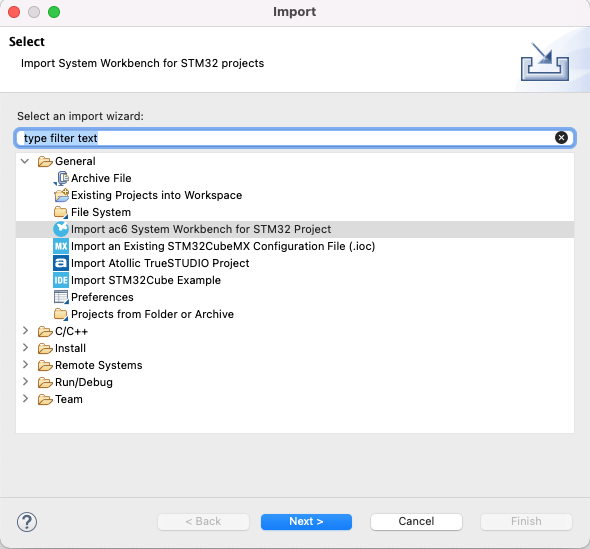 Import
Select
Import System Workbench for STM32 projects
Select an import wizard:
type filter text
General
Archive File
Existing Projects into Workspace
File System
Import ac6 System Workbench for STM32 Project
MX Import an Existing STM32CubeMX Configuration File (.ioc)
a Import Atollic TrueSTUDIO Project
IDE Import STM32Cube Example
Preferences
Projects from Folder or Archive
C/C++
Install
Remote Systems
Run/Debug
Team
? < Back Next > Cancel Finish